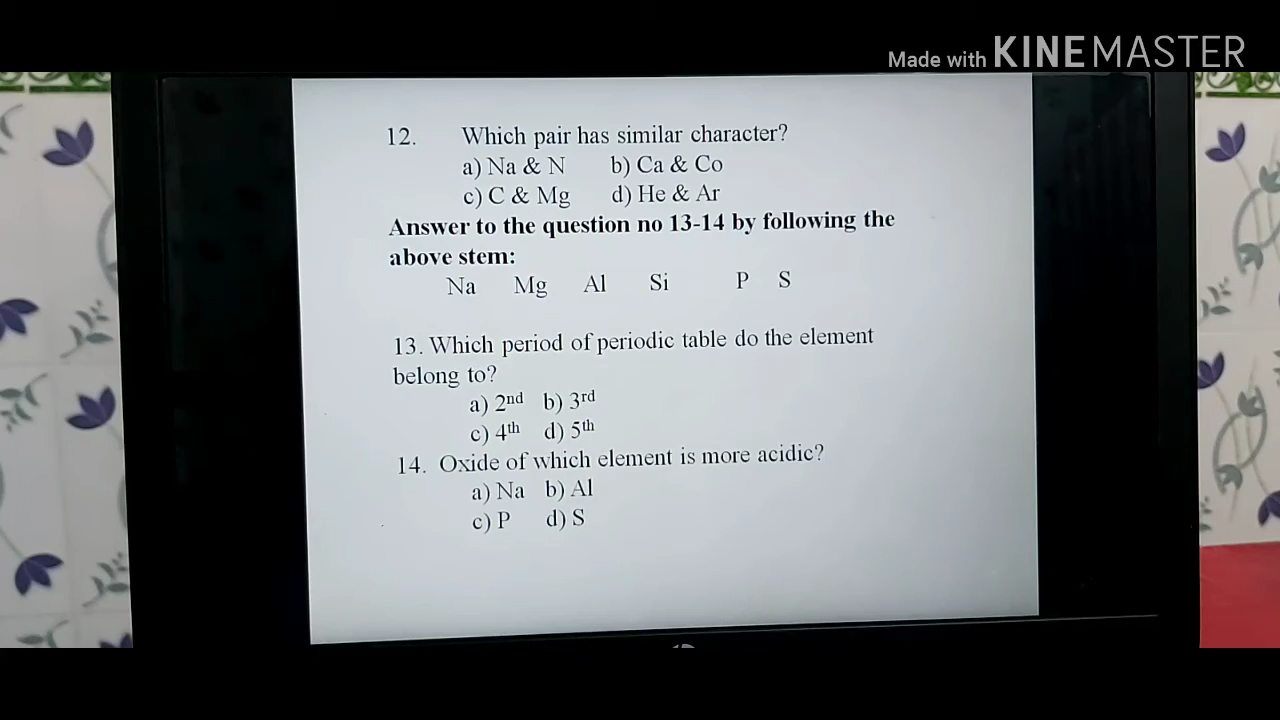 Made with KINEMASTER
12. Which pair has similar character?
a) Na & N b) Ca & Co
c) C & Mg d) He & Ar
Answer to the question no 13-14 by following the
above stem:
Na Mg Al Si P S
13. Which period of periodic table do the element
belong to?
a) 2nd b) 3rd
c) 4th d) 5th
14. Oxide of which element is more acidic?
a) Na b) Al
c) P d) S